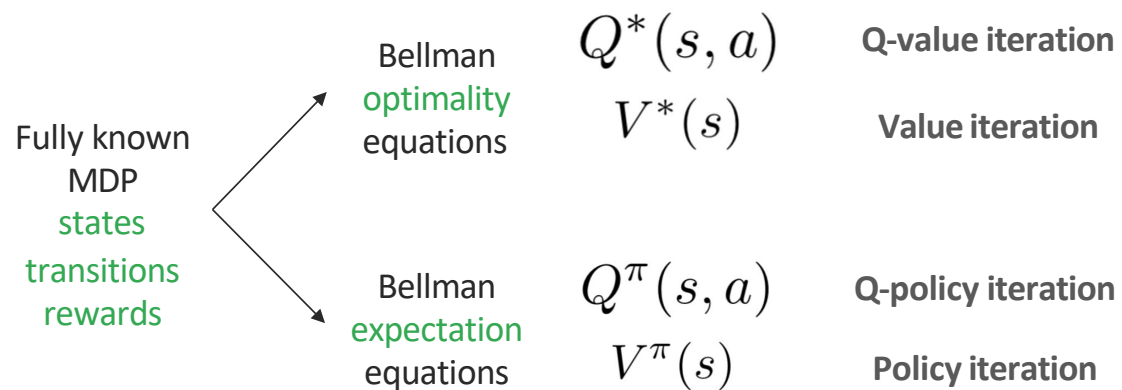 Fully known
MDP
states
transitions
rewards
Bellman
optimality
equations
Q*(s, a)
Q-value iteration
V*(s)
Value iteration
Bellman
expectation
equations
Q^π(s, a)
Q-policy iteration
V^π(s)
Policy iteration